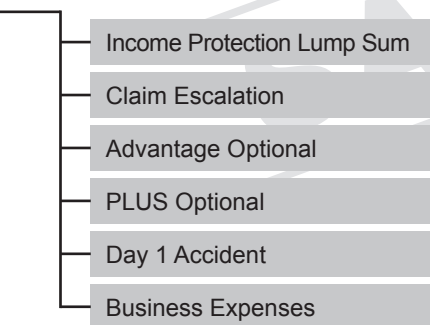 Income Protection Lump Sum
Claim Escalation
Advantage Optional
PLUS Optional
Day 1 Accident
Business Expenses